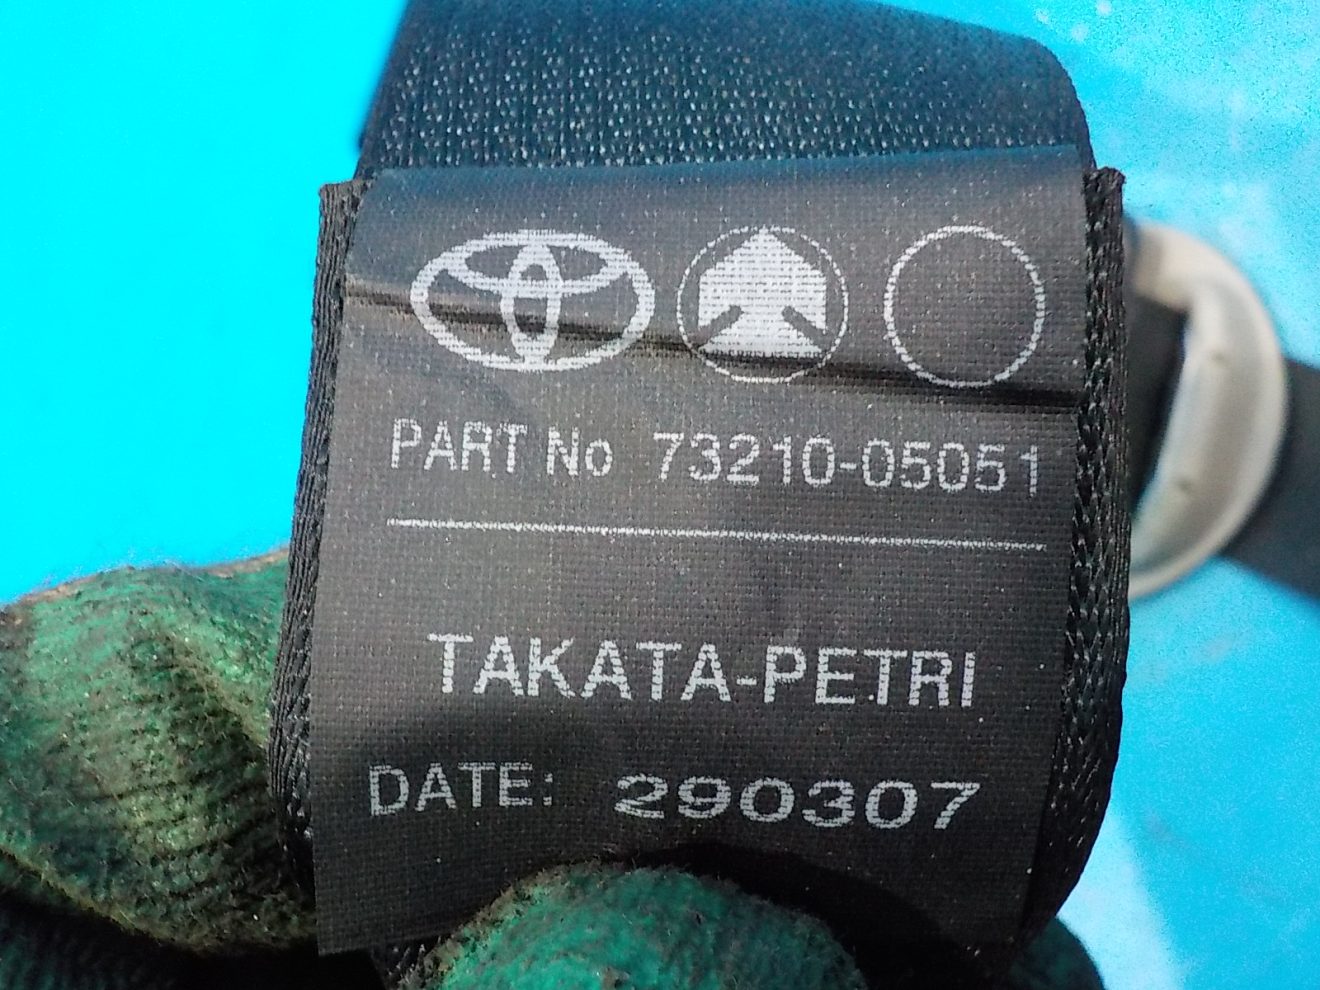 PART No 73210-05051
TAKATA-PETRI
DATE: 290307